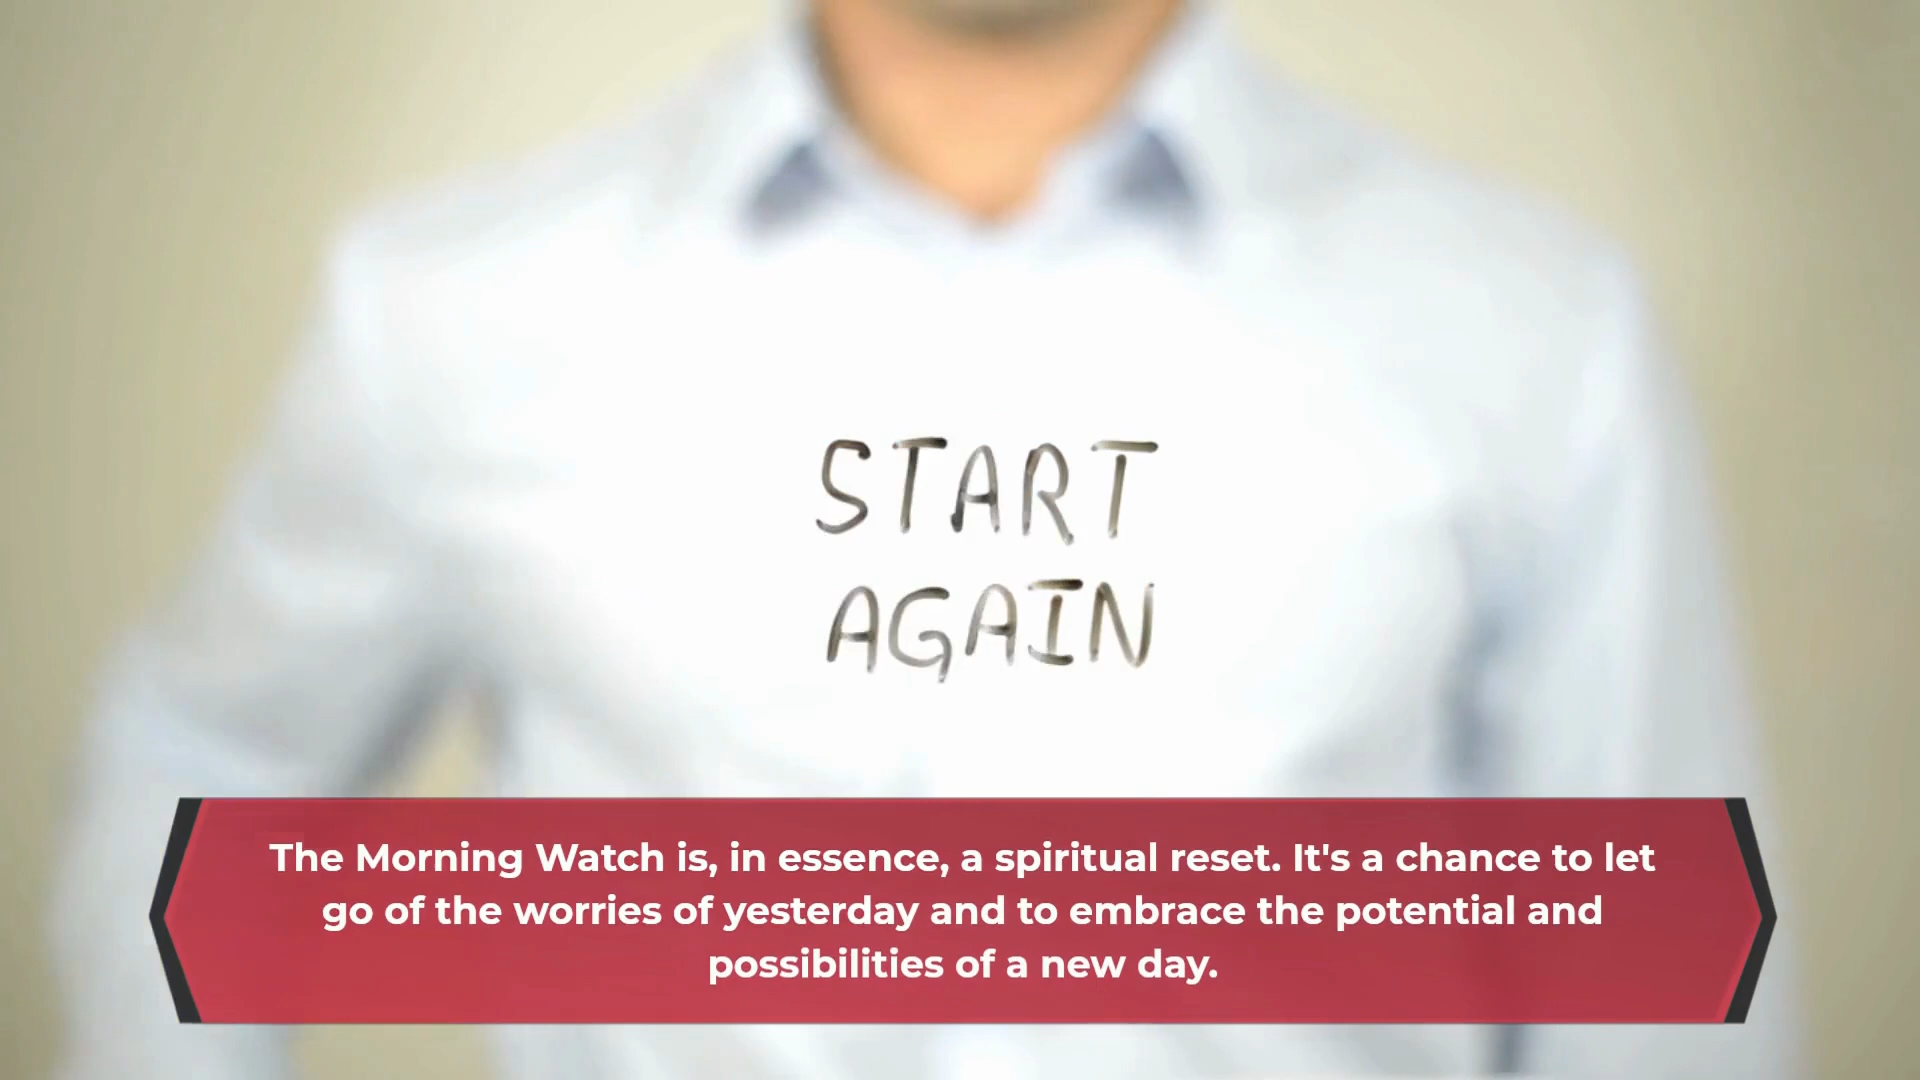 START
AGAIN
The Morning Watch is, in essence, a spiritual reset. It's a chance to let
go of the worries of yesterday and to embrace the potential and
possibilities of a new day.